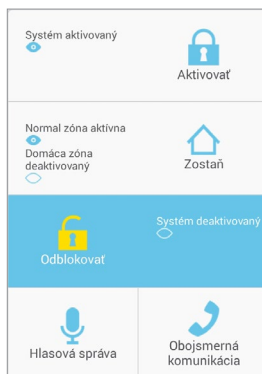 Systém aktivovaný
Aktivovať
Normal zóna aktívna
Domáca zóna
deaktivovaný
Zostaň
Systém deaktivovaný
Odblokovať
Hlasová správa
Obojsmerná
komunikácia